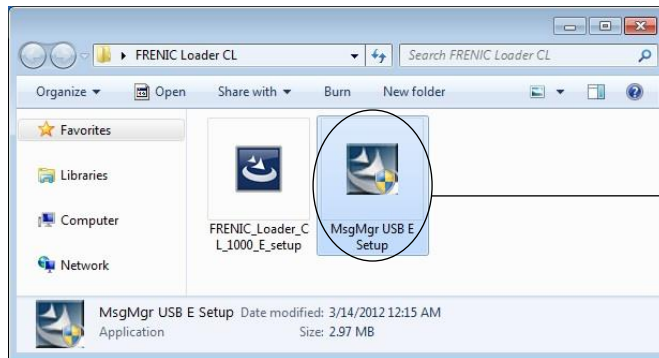 FRENIC Loader CL
Search FRENIC Loader CL
Organize
Open
Share with
Burn
New folder
Favorites
Libraries
Computer
Network
FRENIC_Loader_C
L_1000_E_setup
MsgMgr USB E
Setup
MsgMgr USB E Setup Date modified: 3/14/2012 12:15 AM
Application Size: 2.97 MB